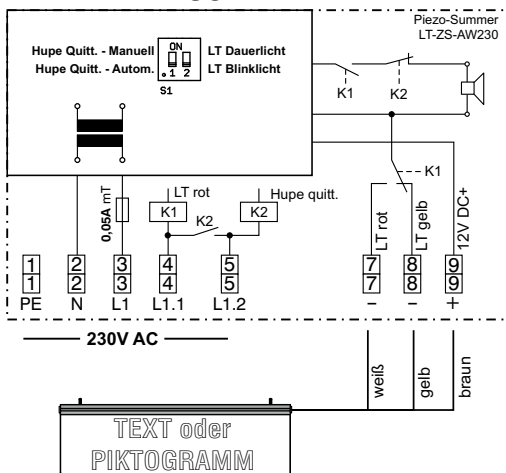 Piezo-Summer
LT-ZS-AW230
Hupe Quitt. - Manuell
Hupe Quitt. - Autom.
ON
1 2
S1
LT Dauerlicht
LT Blinklicht
K1
K2
K1
0,05A mT
LT rot
K1
K2
Hupe quitt.
K2
LT rot
LT gelb
12V DC+
1 2 3 4 5 7 8 9
1 2 3 4 5 7 8 9
PE N L1 L1.1 L1.2 – – +
230V AC
weiß
gelb
braun
TEXT oder
PIKTOGRAMM